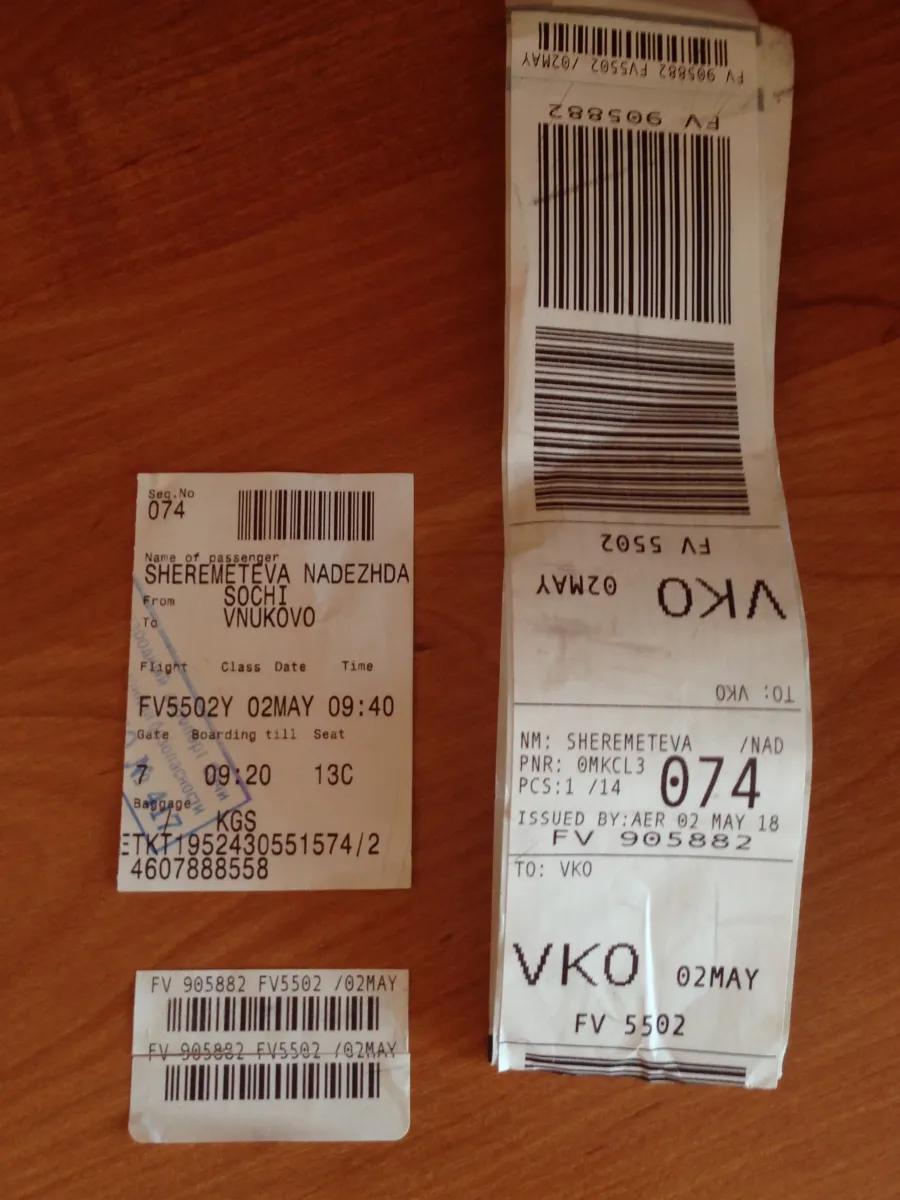 Seq.No
074
Name of passenger
SHEREMETEVA NADEZHDA
From SOCHI
To VNUKOVO
Flight Class Date Time
FV5502Y 02MAY 09:40
Gate Boarding till Seat
7 09:20 13C
Baggage
/ KGS
ETKT1952430551574/2
4607888558
FV 905882 FV5502 /02MAY
FV 905882 FV5502 /02MAY
FV 905882 FV5502 /02MAY
FV 905882
FV 5502
VKO 02MAY
TO: VKO
NM: SHEREMETEVA /NAD
PNR: 0MKCL3
074
PCS:1 /14
ISSUED BY:AER 02 MAY 18
FV 905882
TO: VKO
VKO 02MAY
FV 5502